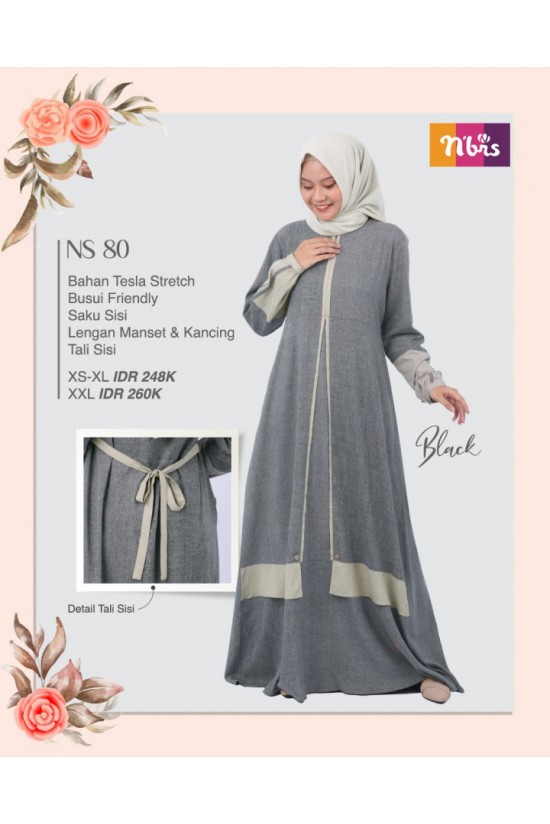 n'bris
NS 80
Bahan Tesla Stretch
Busui Friendly
Saku Sisi
Lengan Manset & Kancing
Tali Sisi
XS-XL IDR 248K
XXL IDR 260K
Black
Detail Tali Sisi